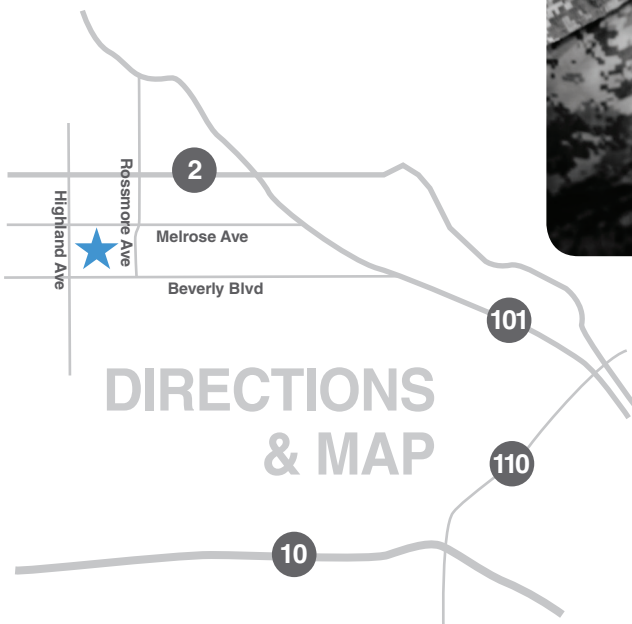 2
Rossmore Ave
Highland Ave
Melrose Ave
Beverly Blvd
101
DIRECTIONS
& MAP
110
10